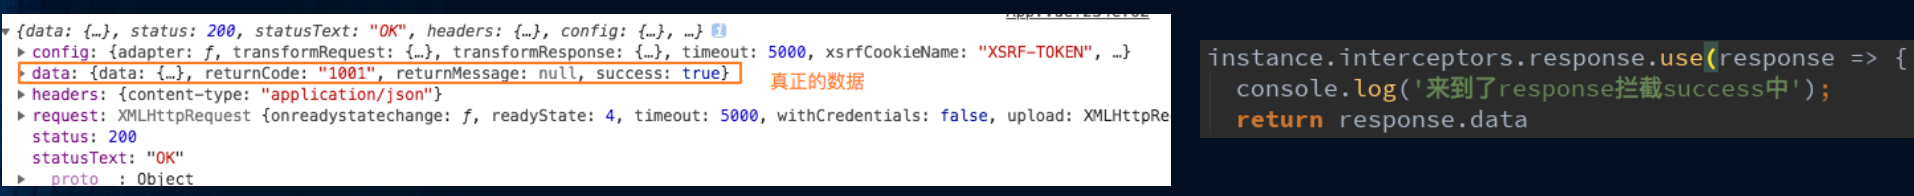 {data: {…}, status: 200, statusText: "OK", headers: {…}, config: {…}, …}
config: {adapter: ƒ, transformRequest: {…}, transformResponse: {…}, timeout: 5000, xsrfCookieName: "XSRF-TOKEN", …}
data: {data: {…}, returnCode: "1001", returnMessage: null, success: true}
真正的数据
headers: {content-type: "application/json"}
request: XMLHttpRequest {onreadystatechange: ƒ, readyState: 4, timeout: 5000, withCredentials: false, upload: XMLHttpRe
status: 200
statusText: "OK"
proto : Object
instance.interceptors.response.use(response => {
console.log('来到了response拦截success中');
return response.data